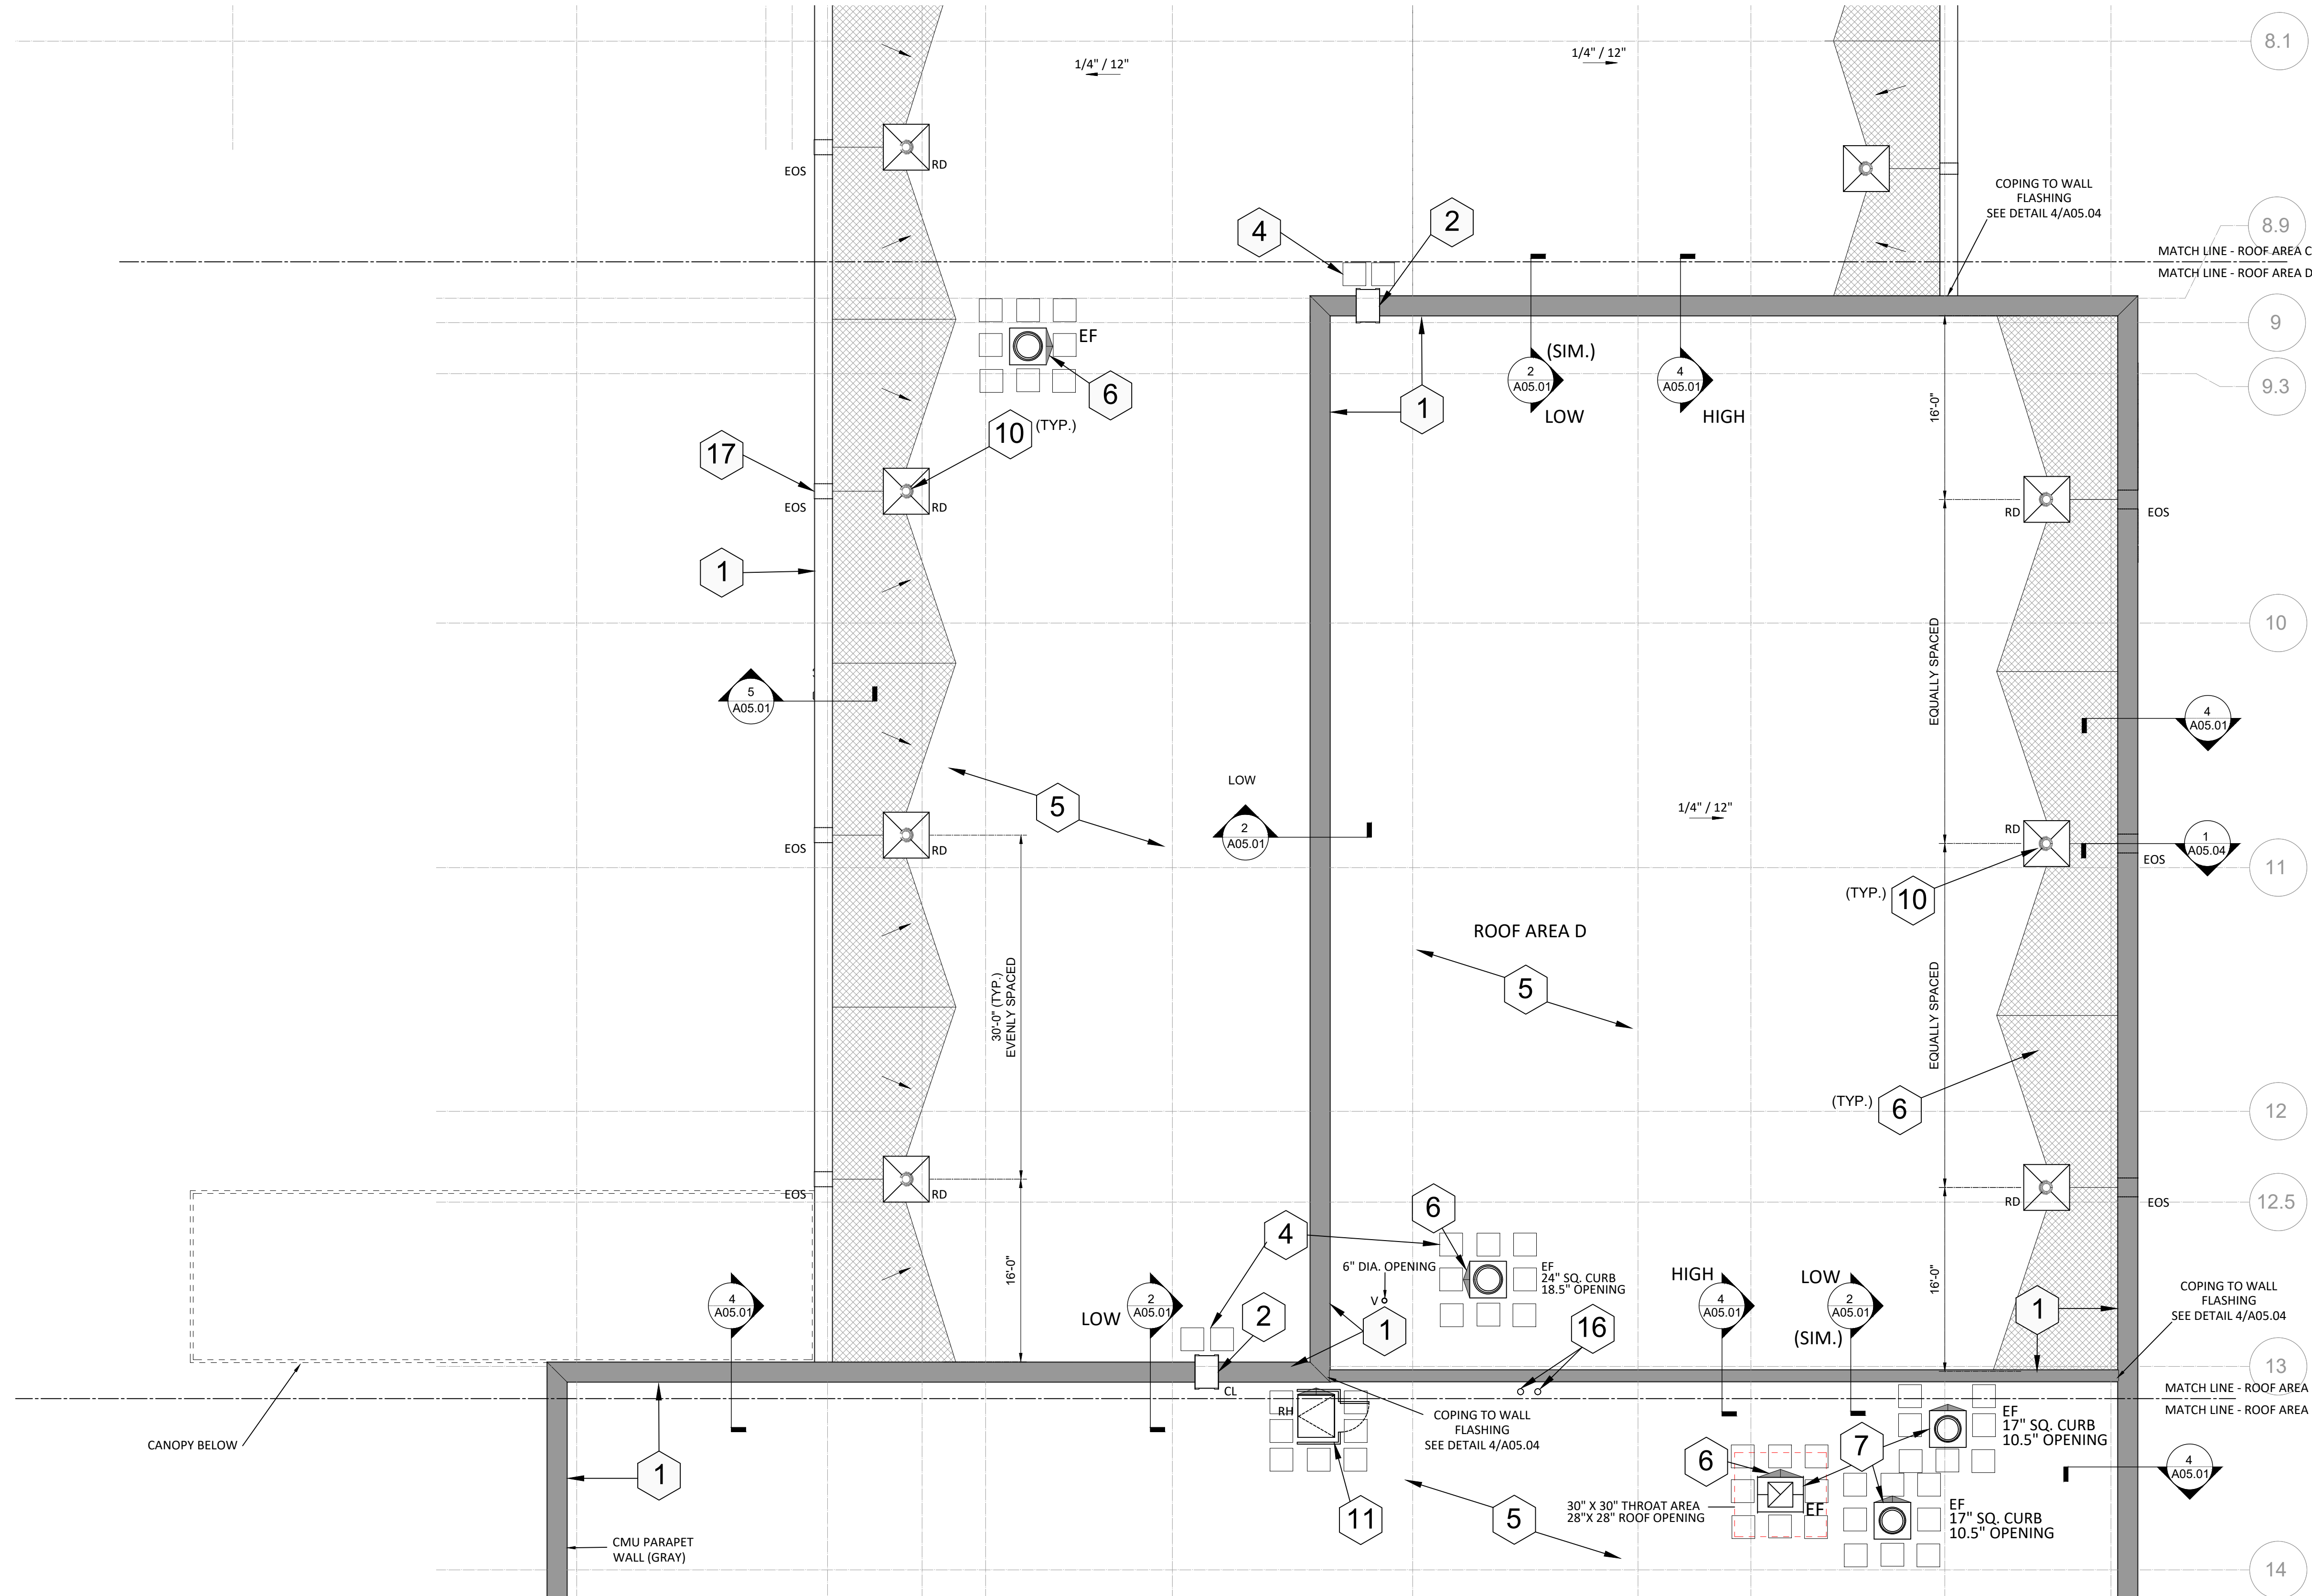 8.1
1/4" / 12"
1/4" / 12"
EOS
RD
COPING TO WALL
FLASHING
SEE DETAIL 4/A05.04
4
2
8.9
MATCH LINE - ROOF AREA C
MATCH LINE - ROOF AREA D
9
EF
6
(SIM.)
2
A05.01
LOW
4
A05.01
HIGH
1
9.3
16'-0"
10
(TYP.)
17
EOS
RD
RD
EOS
1
10
EQUALLY SPACED
5
A05.01
4
A05.01
LOW
5
2
A05.01
1/4" / 12"
EOS
RD
RD
1
A05.04
EOS
11
(TYP.)
10
ROOF AREA D
5
30'-0" (TYP.)
EVENLY SPACED
EQUALLY SPACED
(TYP.)
6
12
EOS
RD
RD
EOS
12.5
6
4
16'-0"
6" DIA. OPENING
V
EF
24" SQ. CURB
18.5" OPENING
HIGH
4
A05.01
LOW
2
A05.01
(SIM.)
16'-0"
1
COPING TO WALL
FLASHING
SEE DETAIL 4/A05.04
4
A05.01
LOW
2
A05.01
2
1
16
13
CL
RH
MATCH LINE - ROOF AREA
MATCH LINE - ROOF AREA
COPING TO WALL
FLASHING
SEE DETAIL 4/A05.04
EF
17" SQ. CURB
10.5" OPENING
CANOPY BELOW
1
6
7
4
A05.01
11
5
30" X 30" THROAT AREA
28"X 28" ROOF OPENING
EF
EF
17" SQ. CURB
10.5" OPENING
CMU PARAPET
WALL (GRAY)
14